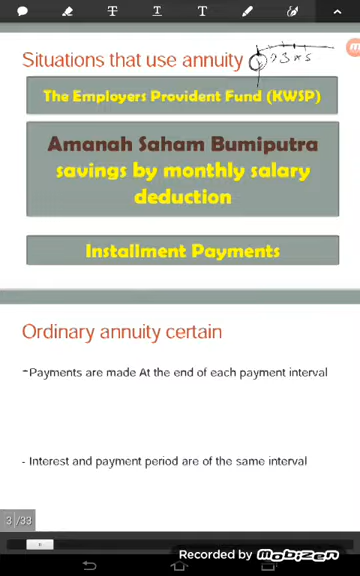 Situations that use annuity
The Employers Provident Fund (KWSP)
Amanah Saham Bumiputra
savings by monthly salary
deduction
Installment Payments
Ordinary annuity certain
-Payments are made At the end of each payment interval
- Interest and payment period are of the same interval
3 /33
Recorded by mobizen